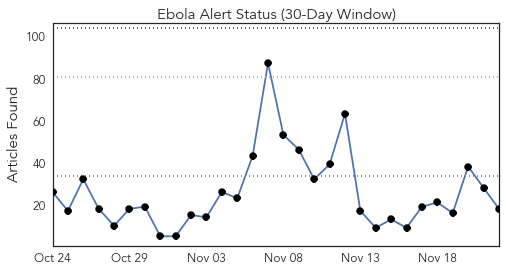 Ebola Alert Status (30-Day Window)
Articles Found
100
80
60
40
20
Oct 24
Oct 29
Nov 03
Nov 08
Nov 13
Nov 18